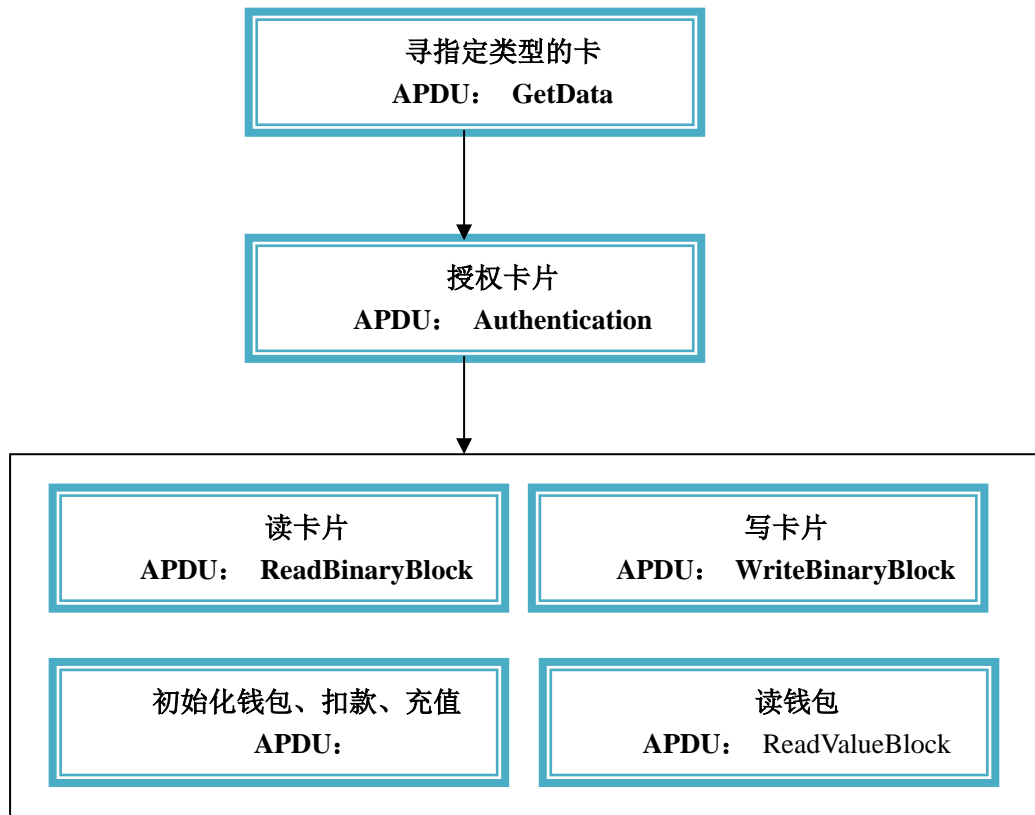 寻指定类型的卡
APDU： GetData
授权卡片
APDU： Authentication
读卡片
APDU： ReadBinaryBlock
写卡片
APDU： WriteBinaryBlock
初始化钱包、扣款、充值
APDU：
读钱包
APDU： ReadValueBlock